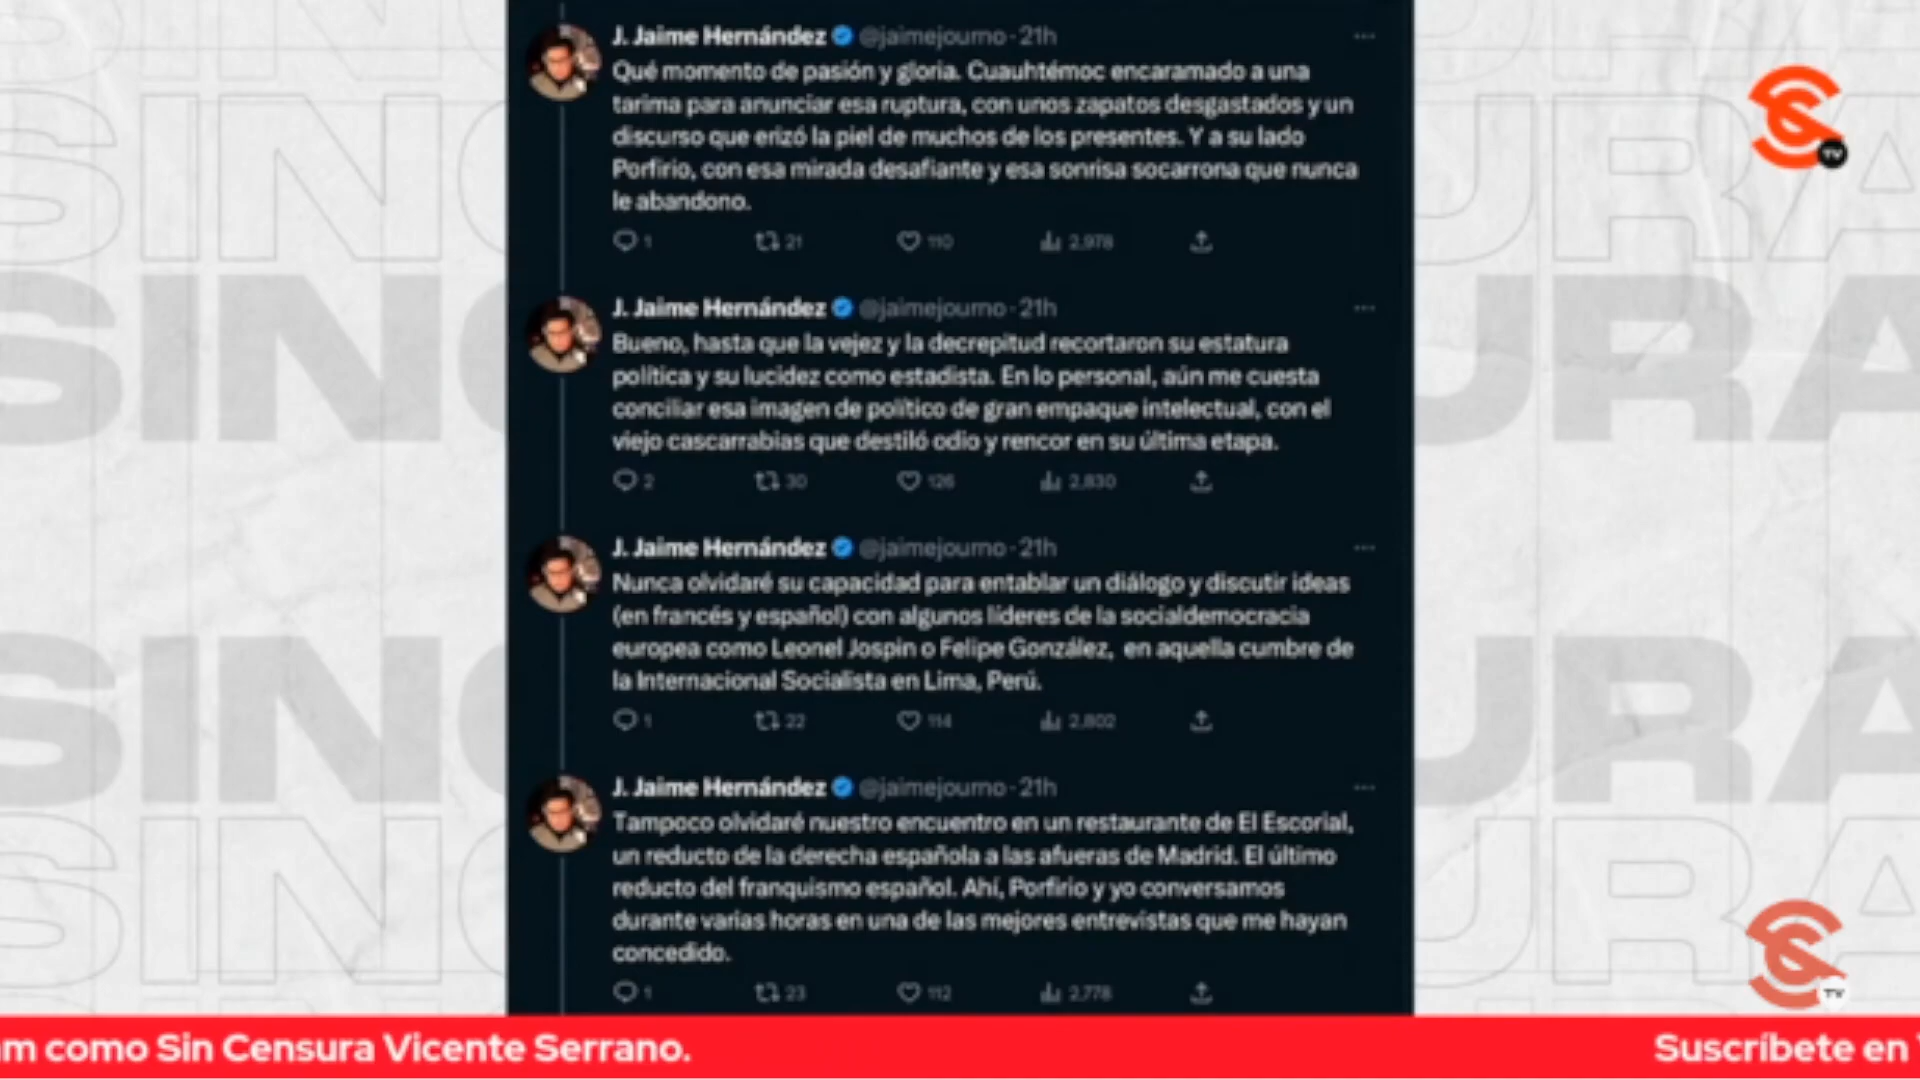 J. Jaime Hernández @jaimejourno · 21h
Qué momento de pasión y gloria. Cuauhtémoc encaramado a una
tarima para anunciar esa ruptura, con unos zapatos desgastados y un
discurso que erizó la piel de muchos de los presentes. Y a su lado
Porfirio, con esa mirada desafiante y esa sonrisa socarrona que nunca
le abandono.
1 21 110 2,978
J. Jaime Hernández @jaimejourno · 21h
Bueno, hasta que la vejez y la decrepitud recortaron su estatura
política y su lucidez como estadista. En lo personal, aún me cuesta
conciliar esa imagen de político de gran empaque intelectual, con el
viejo cascarrabias que destiló odio y rencor en su última etapa.
2 30 126 2,830
J. Jaime Hernández @jaimejourno · 21h
Nunca olvidaré su capacidad para entablar un diálogo y discutir ideas
(en francés y español) con algunos líderes de la socialdemocracia
europea como Leonel Jospin o Felipe González, en aquella cumbre de
la Internacional Socialista en Lima, Perú.
1 22 114 2,802
J. Jaime Hernández @jaimejourno · 21h
Tampoco olvidaré nuestro encuentro en un restaurante de El Escorial,
un reducto de la derecha española a las afueras de Madrid. El último
reducto del franquismo español. Ahí, Porfirio y yo conversamos
durante varias horas en una de las mejores entrevistas que me hayan
concedido.
1 23 112 2,778
TV
TV
am como Sin Censura Vicente Serrano.
Suscríbete en